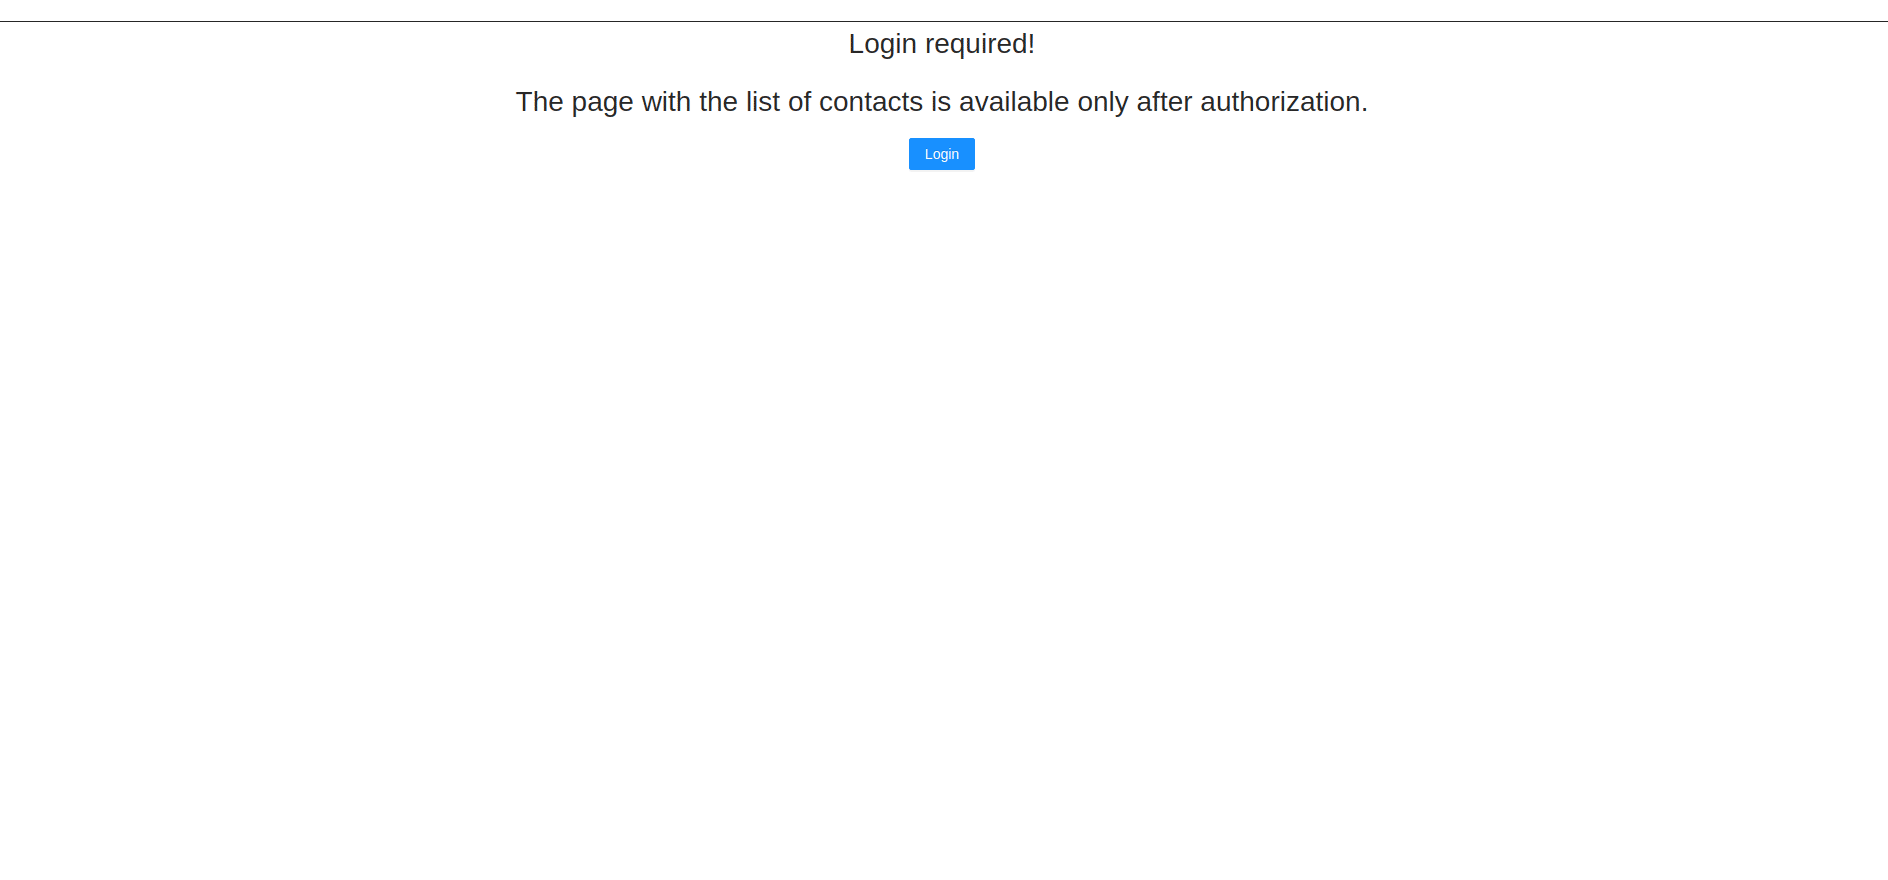 Login required!
The page with the list of contacts is available only after authorization.
Login